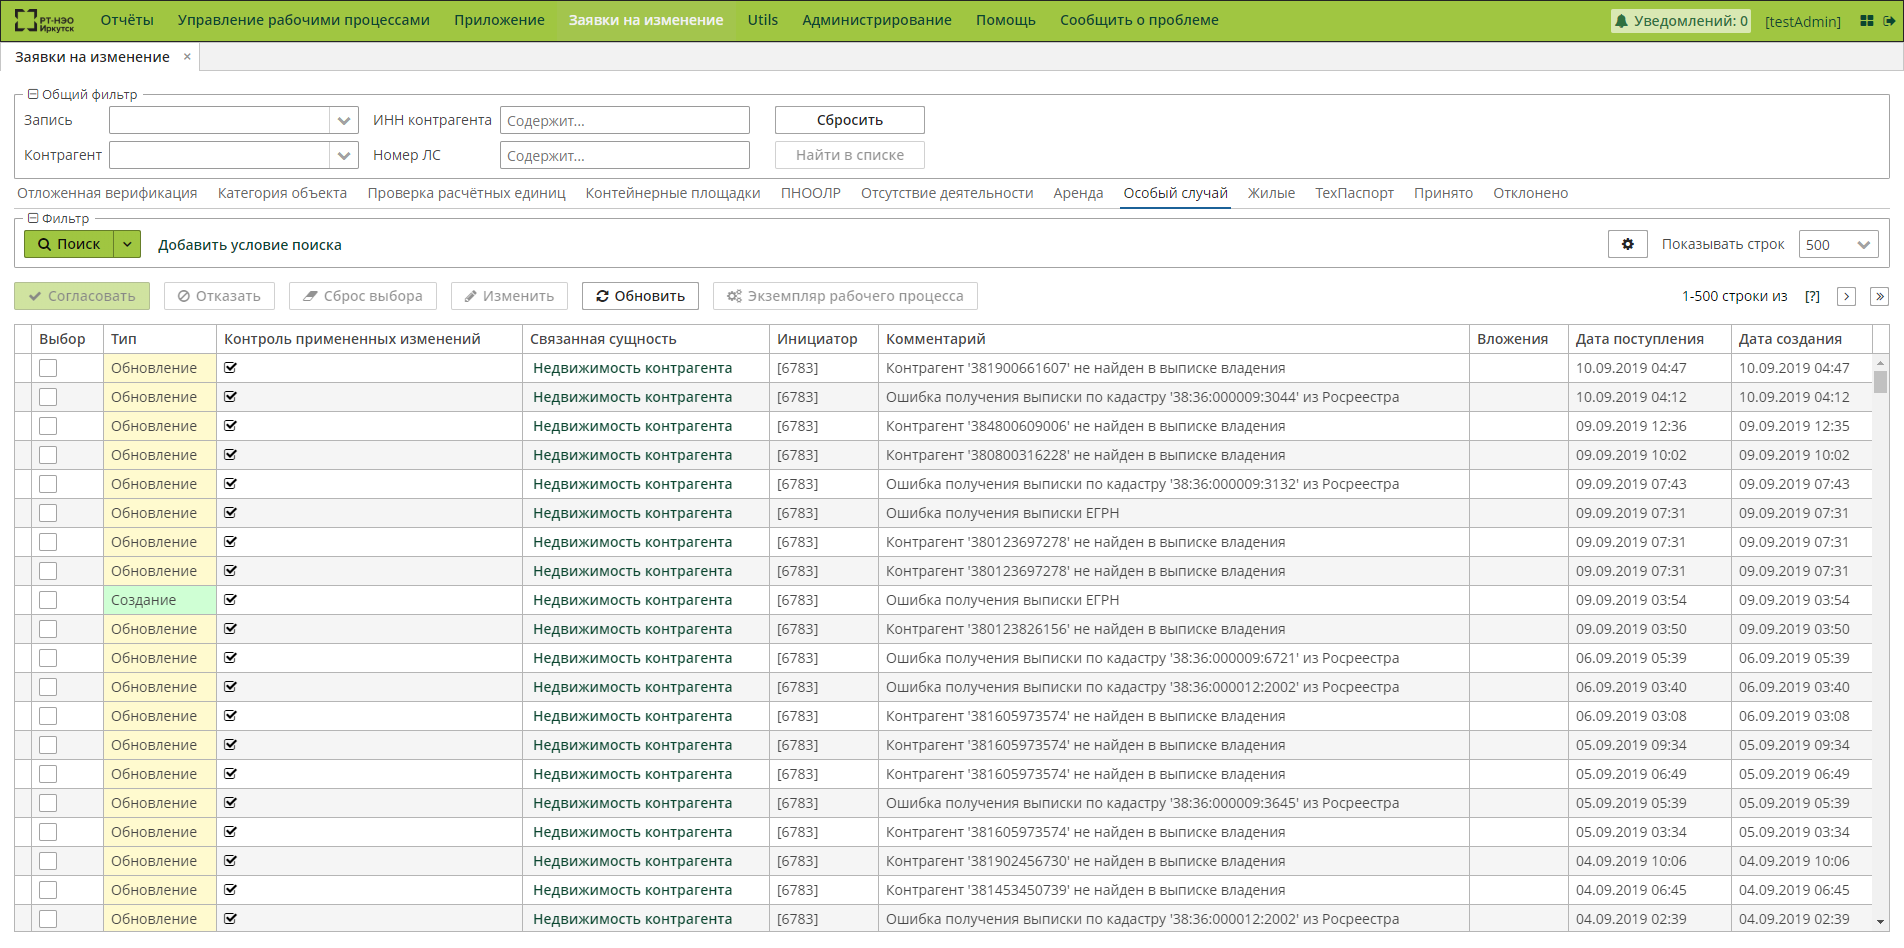 РТ-НЭО Иркутск Отчёты Управление рабочими процессами Приложение Заявки на изменение Utils Администрирование Помощь Сообщить о проблеме Уведомлений: 0 [testAdmin]
Заявки на изменение ×
Общий фильтр
Запись ИНН контрагента Содержит... Сбросить
Контрагент Номер ЛС Содержит... Найти в списке
Отложенная верификация Категория объекта Проверка расчётных единиц Контейнерные площадки ПНООЛР Отсутствие деятельности Аренда Особый случай Жилые ТехПаспорт Принято Отклонено
Фильтр
Поиск Добавить условие поиска Показывать строк 500
Согласовать Отказать Сброс выбора Изменить Обновить Экземпляр рабочего процесса 1-500 строки из [?]
Выбор Тип Контроль примененных изменений Связанная сущность Инициатор Комментарий Вложения Дата поступления Дата создания
Обновление Недвижимость контрагента [6783] Контрагент '381900661607' не найден в выписке владения 10.09.2019 04:47 10.09.2019 04:47
Обновление Недвижимость контрагента [6783] Ошибка получения выписки по кадастру '38:36:000009:3044' из Росреестра 10.09.2019 04:12 10.09.2019 04:12
Обновление Недвижимость контрагента [6783] Контрагент '384800609006' не найден в выписке владения 09.09.2019 12:36 09.09.2019 12:35
Обновление Недвижимость контрагента [6783] Контрагент '380800316228' не найден в выписке владения 09.09.2019 10:02 09.09.2019 10:02
Обновление Недвижимость контрагента [6783] Ошибка получения выписки по кадастру '38:36:000009:3132' из Росреестра 09.09.2019 07:43 09.09.2019 07:43
Обновление Недвижимость контрагента [6783] Ошибка получения выписки ЕГРН 09.09.2019 07:31 09.09.2019 07:31
Обновление Недвижимость контрагента [6783] Контрагент '380123697278' не найден в выписке владения 09.09.2019 07:31 09.09.2019 07:31
Обновление Недвижимость контрагента [6783] Контрагент '380123697278' не найден в выписке владения 09.09.2019 07:31 09.09.2019 07:31
Создание Недвижимость контрагента [6783] Ошибка получения выписки ЕГРН 09.09.2019 03:54 09.09.2019 03:54
Обновление Недвижимость контрагента [6783] Контрагент '380123826156' не найден в выписке владения 09.09.2019 03:50 09.09.2019 03:50
Обновление Недвижимость контрагента [6783] Ошибка получения выписки по кадастру '38:36:000009:6721' из Росреестра 06.09.2019 05:39 06.09.2019 05:39
Обновление Недвижимость контрагента [6783] Ошибка получения выписки по кадастру '38:36:000012:2002' из Росреестра 06.09.2019 03:40 06.09.2019 03:40
Обновление Недвижимость контрагента [6783] Контрагент '381605973574' не найден в выписке владения 06.09.2019 03:08 06.09.2019 03:08
Обновление Недвижимость контрагента [6783] Контрагент '381605973574' не найден в выписке владения 05.09.2019 09:34 05.09.2019 09:34
Обновление Недвижимость контрагента [6783] Контрагент '381605973574' не найден в выписке владения 05.09.2019 06:49 05.09.2019 06:49
Обновление Недвижимость контрагента [6783] Ошибка получения выписки по кадастру '38:36:000009:3645' из Росреестра 05.09.2019 05:39 05.09.2019 05:39
Обновление Недвижимость контрагента [6783] Контрагент '381605973574' не найден в выписке владения 05.09.2019 03:34 05.09.2019 03:34
Обновление Недвижимость контрагента [6783] Контрагент '381902456730' не найден в выписке владения 04.09.2019 10:06 04.09.2019 10:06
Обновление Недвижимость контрагента [6783] Контрагент '381453450739' не найден в выписке владения 04.09.2019 06:45 04.09.2019 06:45
Обновление Недвижимость контрагента [6783] Ошибка получения выписки по кадастру '38:36:000012:2002' из Росреестра 04.09.2019 02:39 04.09.2019 02:39